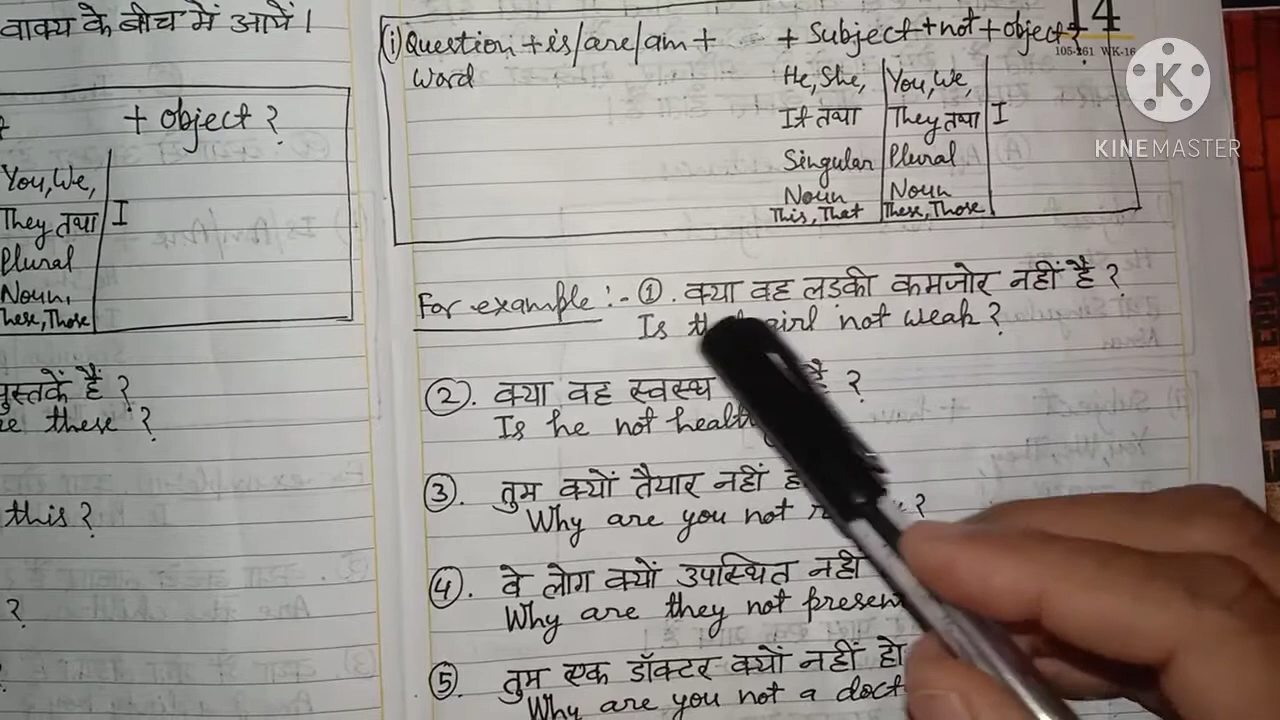 वाक्य के बीच में आयें।
+ object ?
You, We,
They तथा
Plural
Noun,
These, Those
I
पुस्तकें हैं ?
these ?
this ?
?
14
105-261 WK-16
(i) Question + is/are/am + + Subject + not + object ?
Word
He, She,
It तथा
Singular
Noun
This, That
You, We,
They तथा
Plural
Noun
These, Those
I
KINEMASTER
For example :- ①. क्या वह लड़की कमजोर नहीं है ?
Is girl not weak ?
②. क्या वह स्वस्थ है ?
Is he not
③. तुम क्यों तैयार नहीं
Why are you not ?
④. वे लोग क्यों उपस्थित नहीं
Why are they not present
⑤. तुम एक डॉक्टर क्यों नहीं हो
Why are you not a